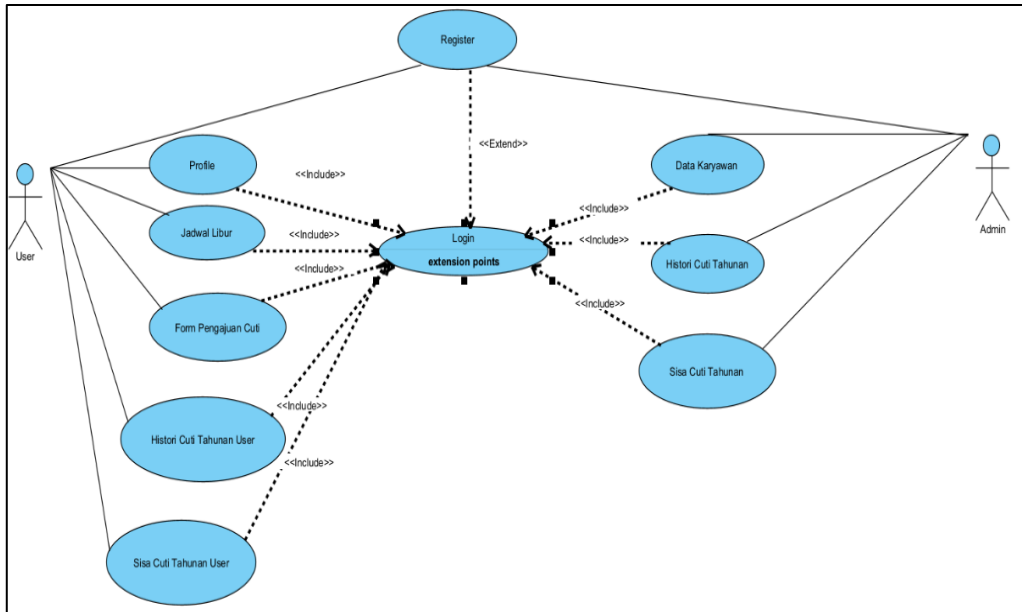 Register
<<Extend>>
Profile
<<Include>>
Data Karyawan
User
Jadwal Libur
<<Include>>
Login
extension points
<<Include>>
<<Include>>
Admin
Histori Cuti Tahunan
<<Include>>
Form Pengajuan Cuti
<<Include>>
Sisa Cuti Tahunan
Histori Cuti Tahunan User
<<Include>>
<<Include>>
Sisa Cuti Tahunan User